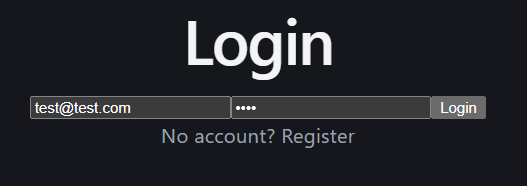 Login
test@test.com •••• Login
No account? Register